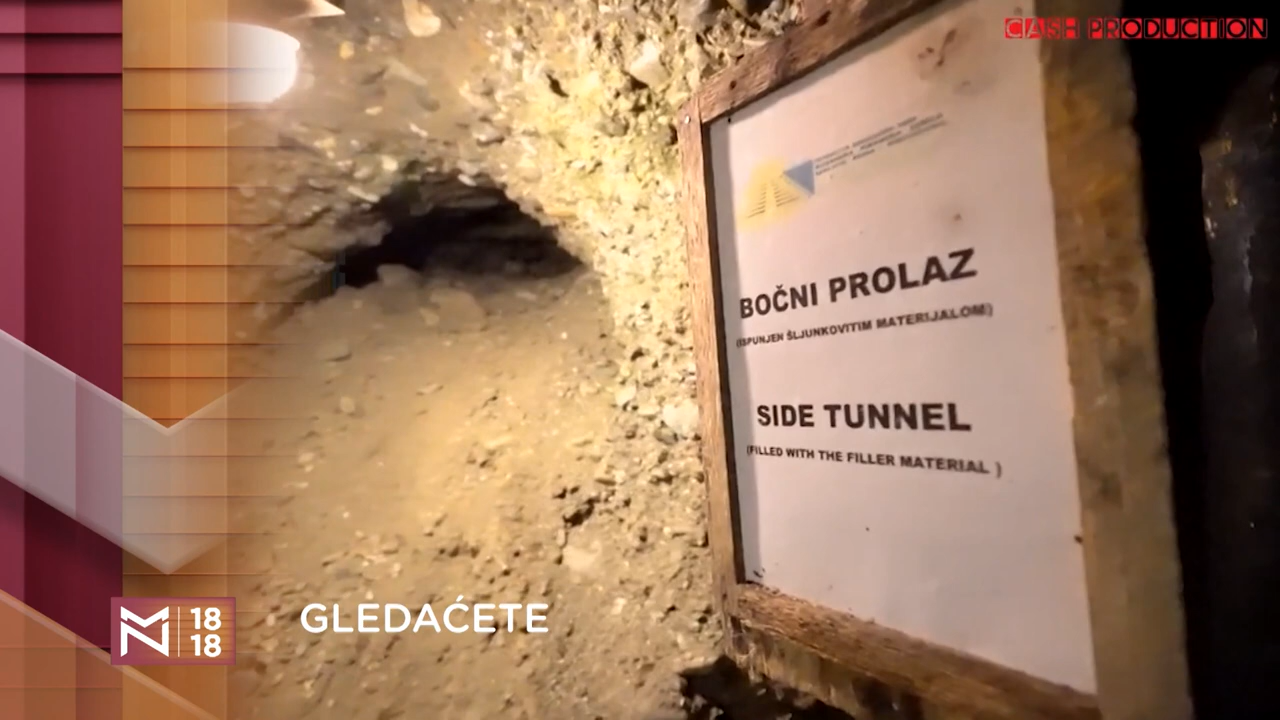 CASH PRODUCTION
BOČNI PROLAZ
(ISPUNJEN ŠLJUNKOVITIM MATERIJALOM)
SIDE TUNNEL
(FILLED WITH THE FILLER MATERIAL )
GLEDAĆETE
18
18